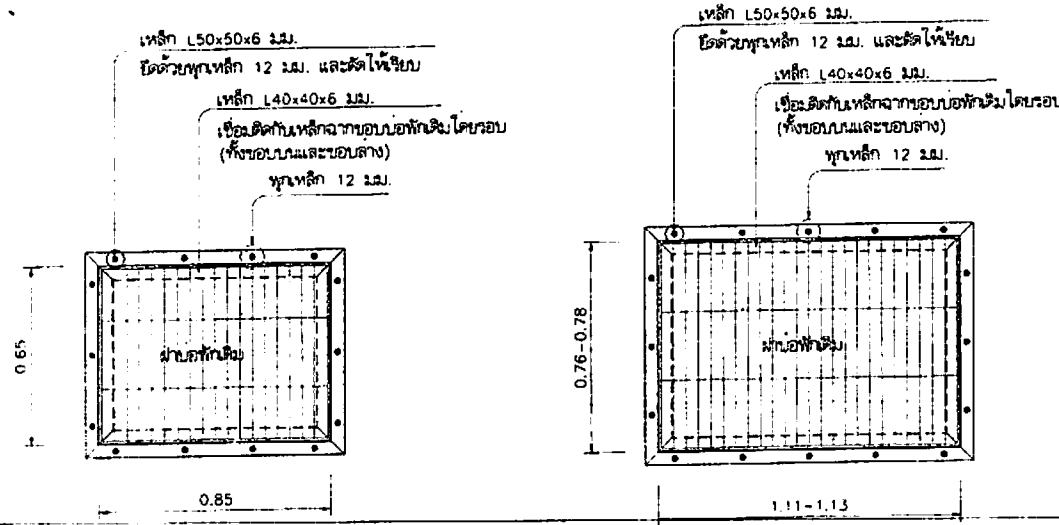 เหล็ก L50x50x6 มม.
ยึดด้วยพุกเหล็ก 12 มม. และตัดให้เรียบ
เหล็ก L40x40x6 มม.
เชื่อมติดกับเหล็กฉากขอบบ่อพักเดิมโดยรอบ
(ทั้งขอบบนและขอบล่าง)
พุกเหล็ก 12 มม.
ฝาบ่อพักเดิม
0.65
0.85
เหล็ก L50x50x6 มม.
ยึดด้วยพุกเหล็ก 12 มม. และตัดให้เรียบ
เหล็ก L40x40x6 มม.
เชื่อมติดกับเหล็กฉากขอบบ่อพักเดิมโดยรอบ
(ทั้งขอบบนและขอบล่าง)
พุกเหล็ก 12 มม.
ฝาบ่อพักเดิม
0.76-0.78
1.11-1.13